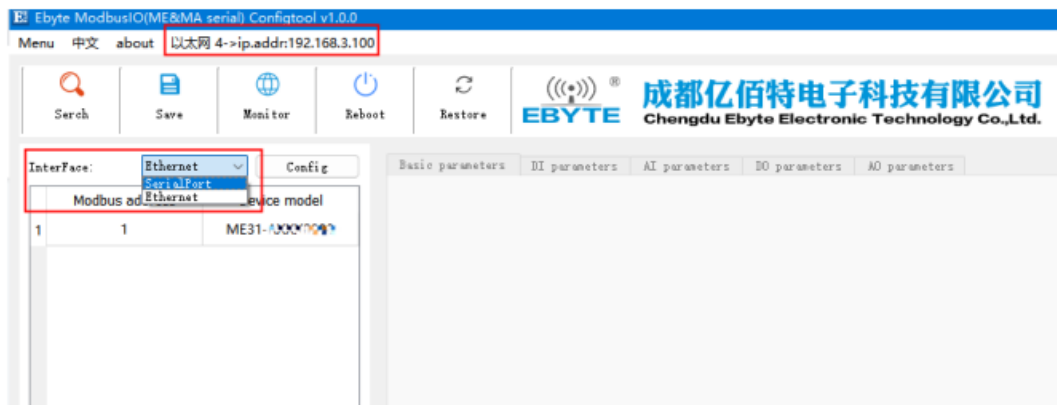 Ebyte ModbusIO(ME&MA serial) Configtool v1.0.0
Menu 中文 about 以太网 4->ip.addr:192.168.3.100
Serch Save Monitor Reboot Restore
((•)) ®
EBYTE
成都亿佰特电子科技有限公司
Chengdu Ebyte Electronic Technology Co.,Ltd.
InterFace: Ethernet Config
SerialPort
Ethernet
Basic parameters DI parameters AI parameters DO parameters AO parameters
Modbus model
1 1 ME31-